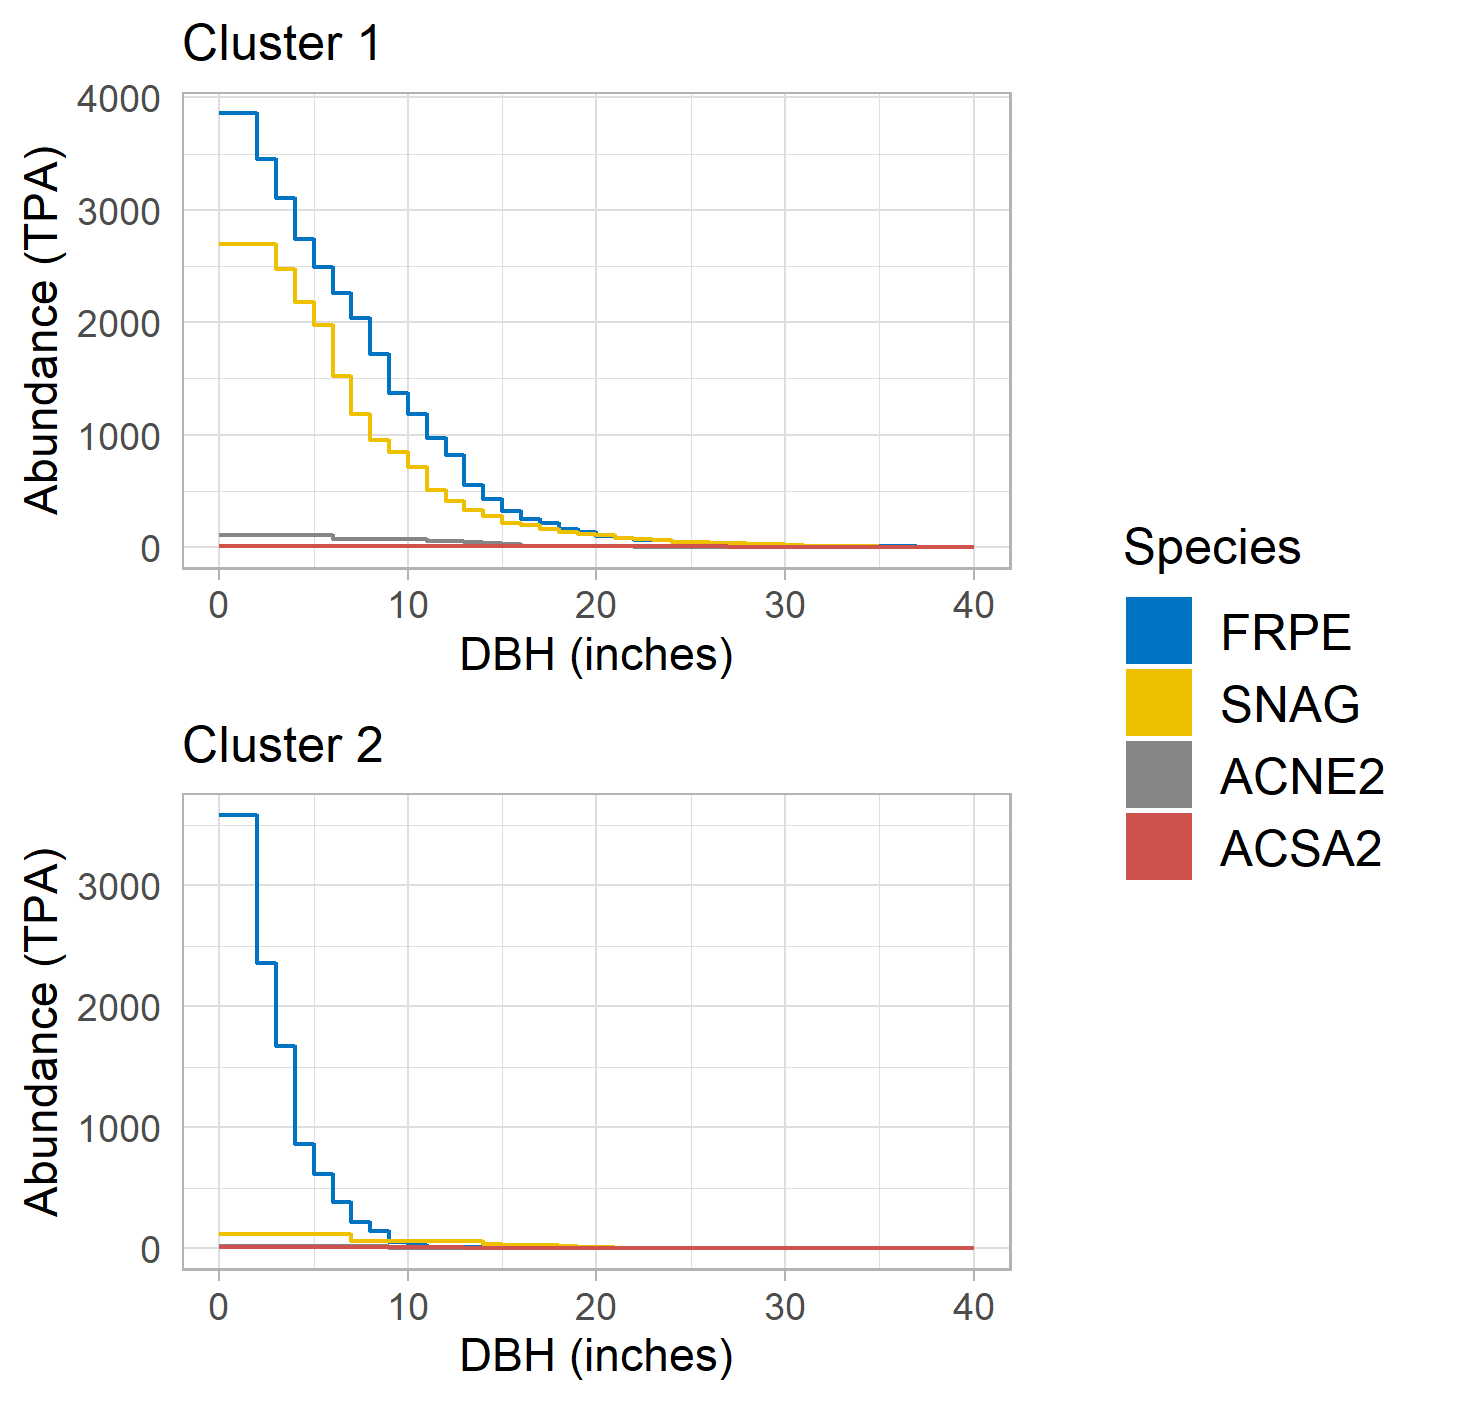 Cluster 1
Abundance (TPA)
4000
3000
2000
1000
0
0 10 20 30 40
DBH (inches)
Cluster 2
Abundance (TPA)
3000
2000
1000
0
0 10 20 30 40
DBH (inches)
Species
FRPE
SNAG
ACNE2
ACSA2